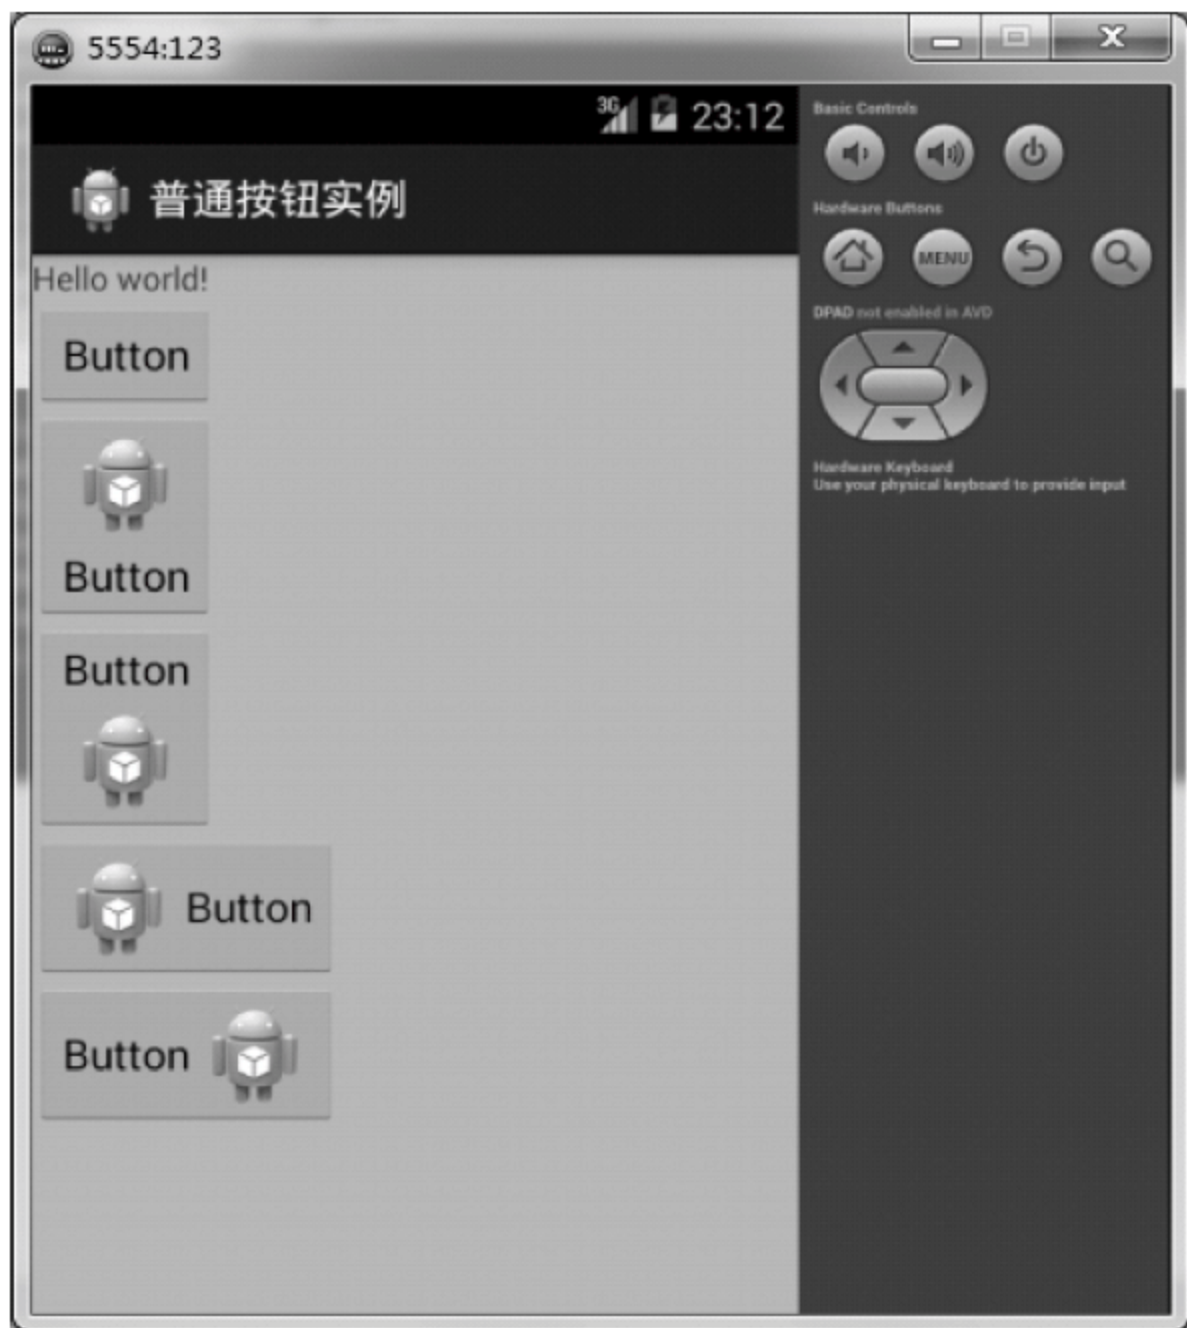 5554:123
3G 23:12
普通按钮实例
Hello world!
Button
Button
Button
Button
Button
Basic Controls
Hardware Buttons
MENU
DPAD not enabled in AVD
Hardware Keyboard
Use your physical keyboard to provide input